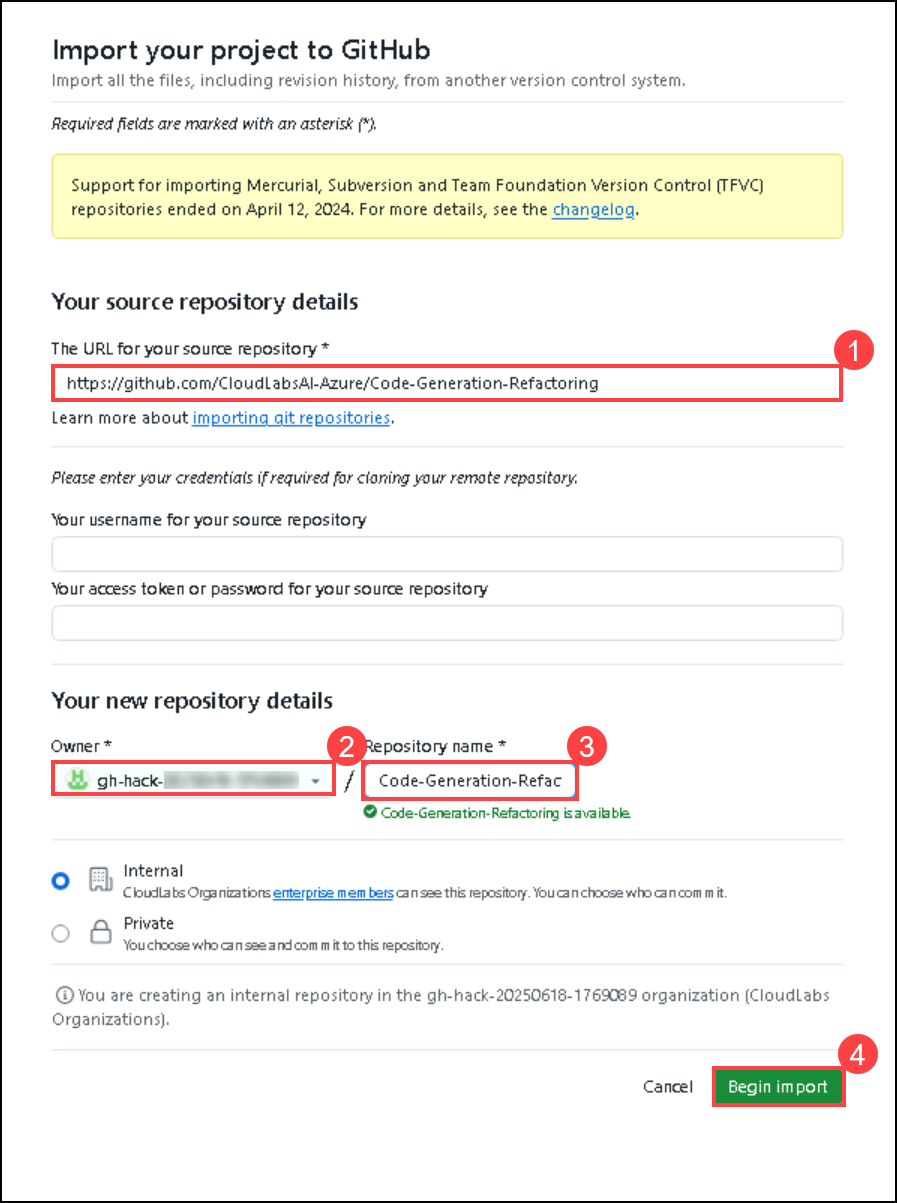 Import your project to GitHub
Import all the files, including revision history, from another version control system.
Required fields are marked with an asterisk (*).
Support for importing Mercurial, Subversion and Team Foundation Version Control (TFVC)
repositories ended on April 12, 2024. For more details, see the changelog.
Your source repository details
The URL for your source repository *
1
https://github.com/CloudLabsAI-Azure/Code-Generation-Refactoring
Learn more about importing git repositories.
Please enter your credentials if required for cloning your remote repository.
Your username for your source repository
Your access token or password for your source repository
Your new repository details
Owner *
2
Repository name *
3
gh-hack-
/
Code-Generation-Refac
Code-Generation-Refactoring is available.
Internal
CloudLabs Organizations enterprise members can see this repository. You can choose who can commit.
Private
You choose who can see and commit to this repository.
You are creating an internal repository in the gh-hack-20250618-1769089 organization (CloudLabs
Organizations).
4
Cancel
Begin import